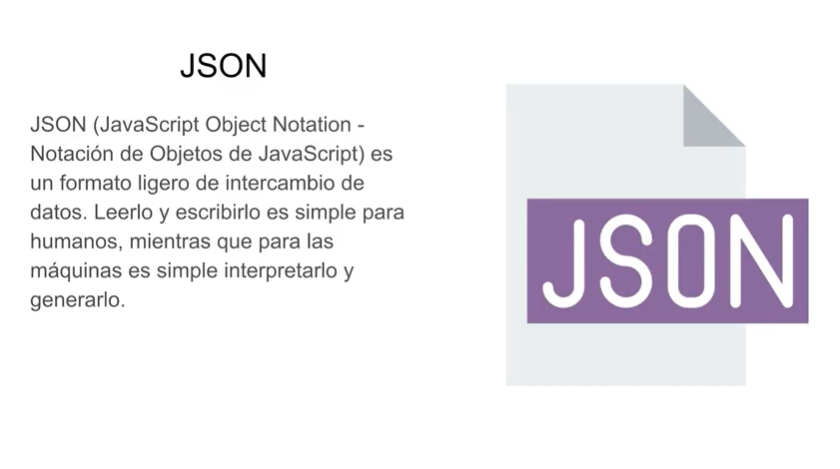 JSON
JSON (JavaScript Object Notation -
Notación de Objetos de JavaScript) es
un formato ligero de intercambio de
datos. Leerlo y escribirlo es simple para
humanos, mientras que para las
máquinas es simple interpretarlo y
generarlo.
JSON